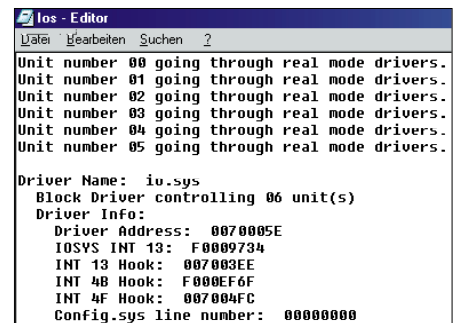 Ios - Editor
Datei Bearbeiten Suchen ?
Unit number 00 going through real mode drivers.
Unit number 01 going through real mode drivers.
Unit number 02 going through real mode drivers.
Unit number 03 going through real mode drivers.
Unit number 04 going through real mode drivers.
Unit number 05 going through real mode drivers.
Driver Name: io.sys
Block Driver controlling 06 unit(s)
Driver Info:
Driver Address: 0070005E
IOSYS INT 13: F0009734
INT 13 Hook: 007003EE
INT 4B Hook: F000EF6F
INT 4F Hook: 007004FC
Config.sys line number: 00000000